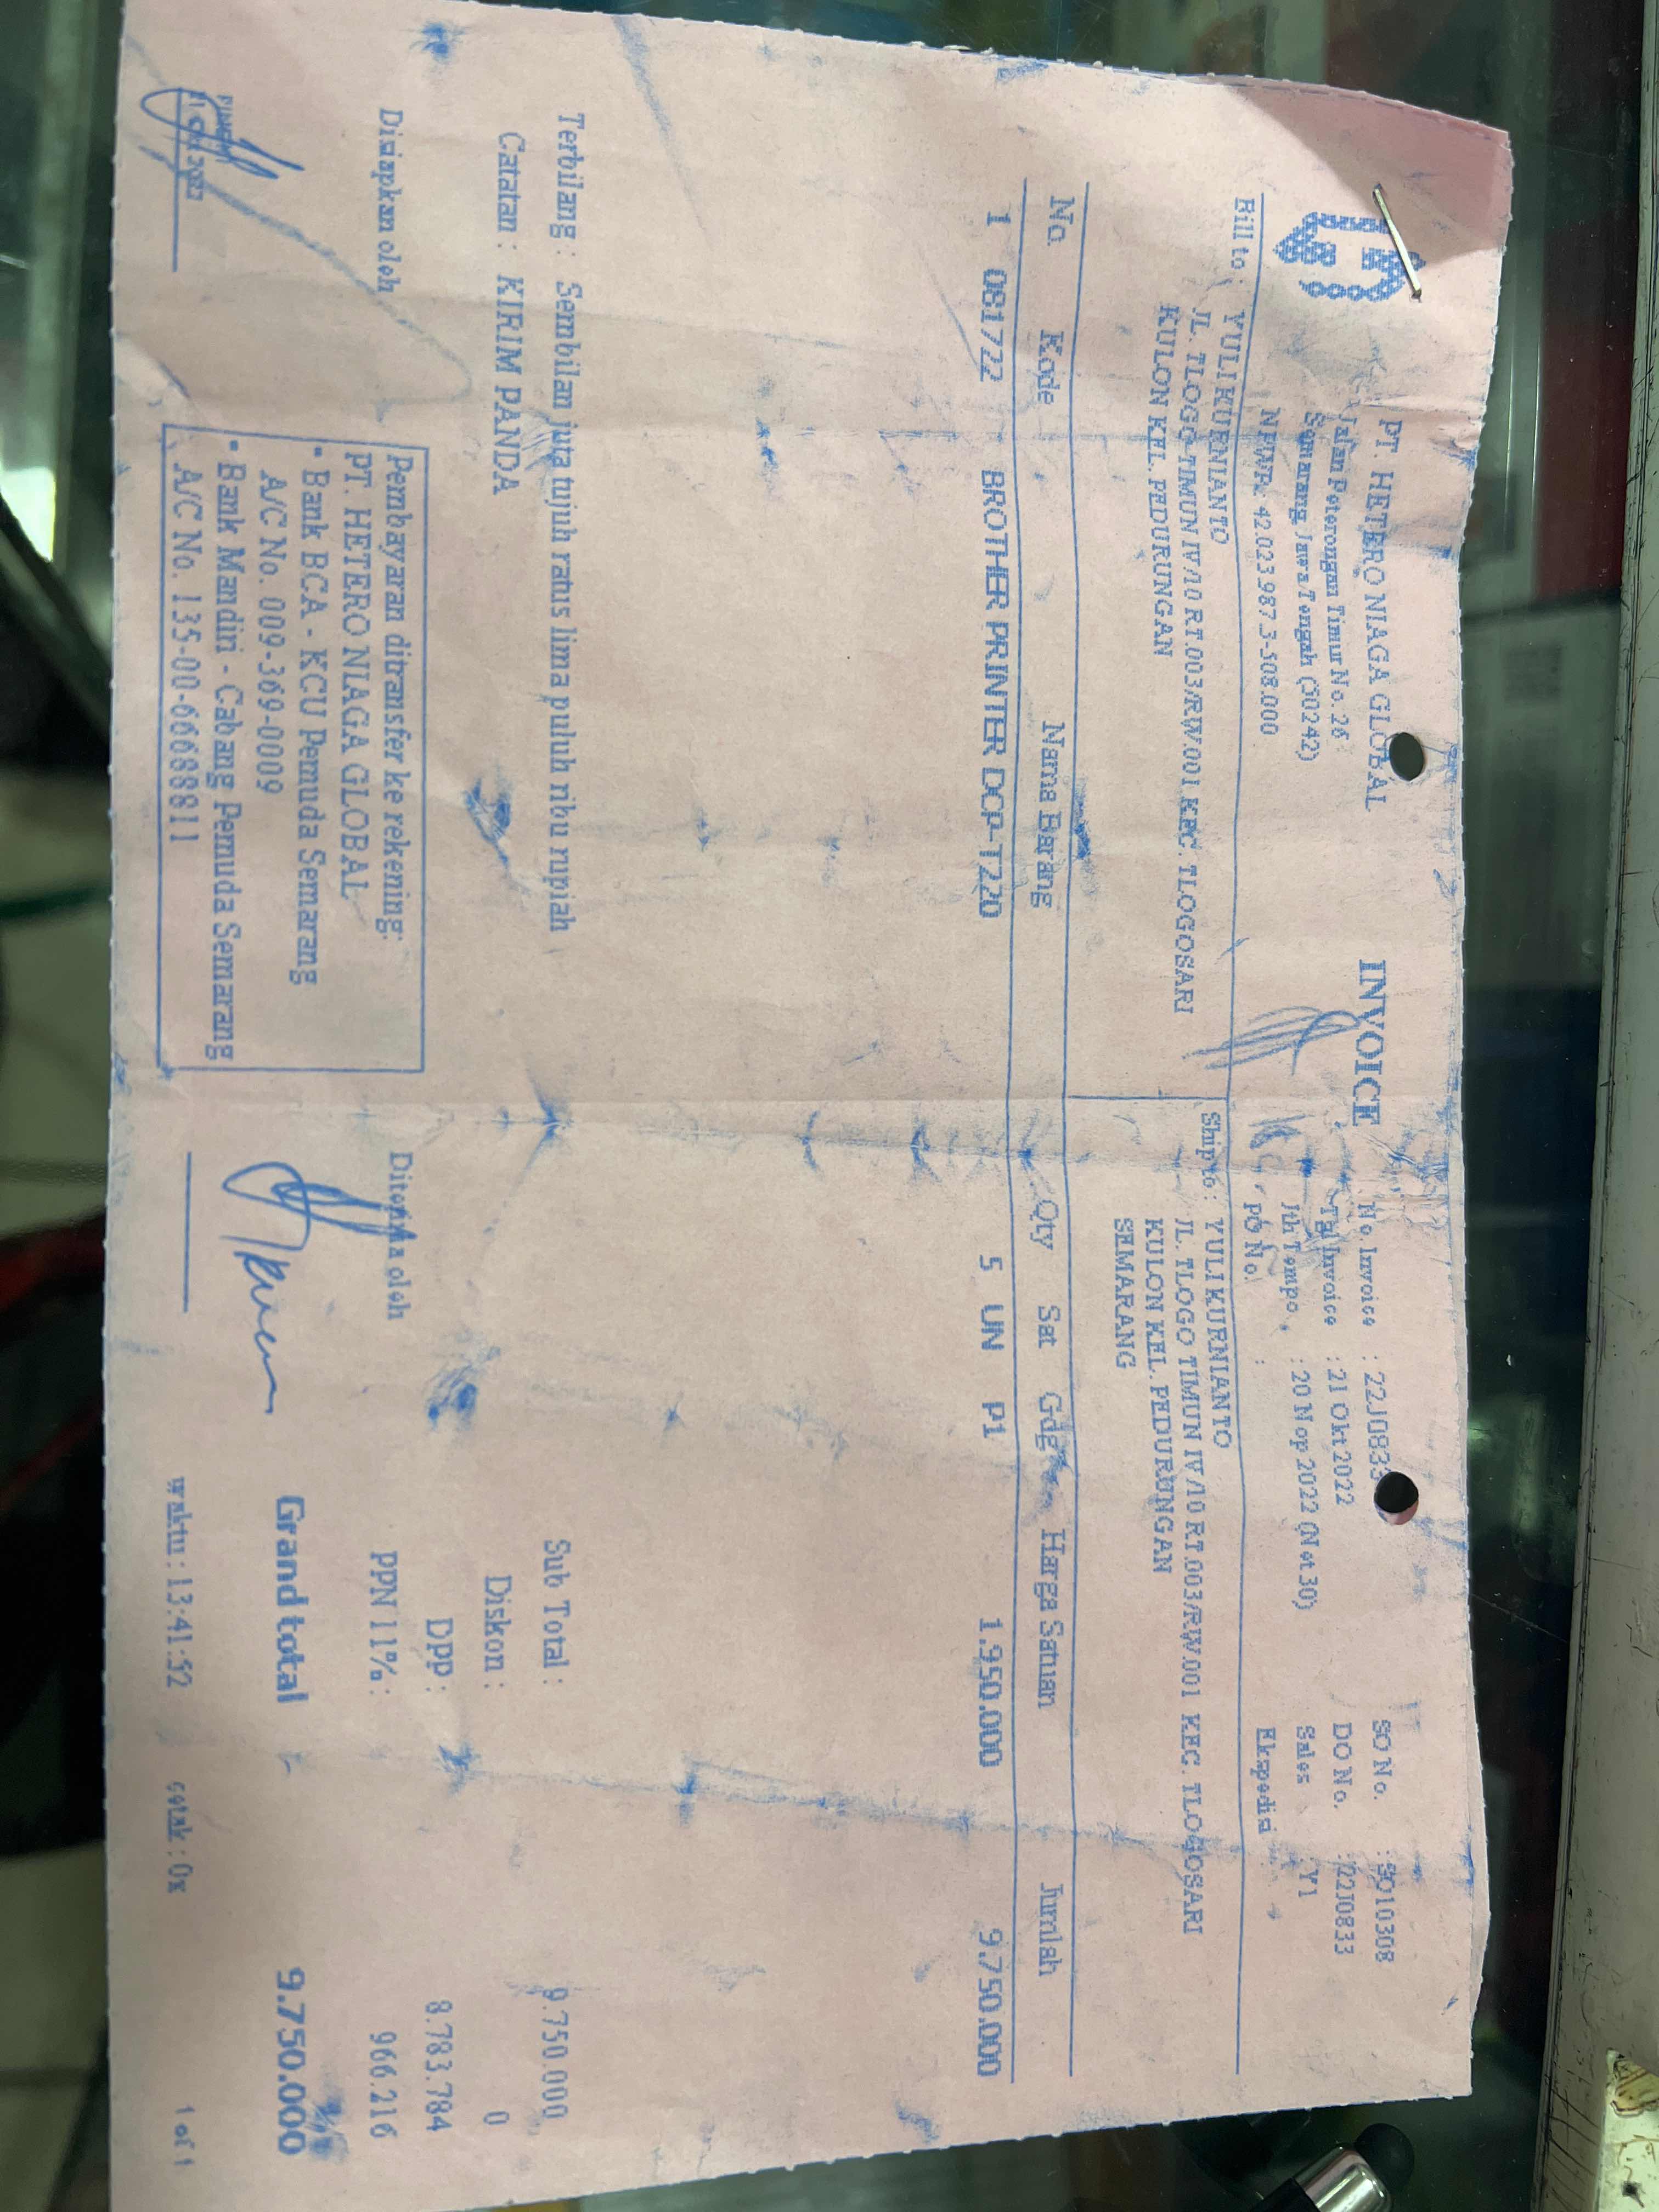 PT. HETERO NIAGA GLOBAL
Jalan Peterongan Timur No. 26
Semarang, Jawa Tengah (50242)
NPWP: 42.023.987.3-508.000
INVOICE
No. Invoice : 22J0833
Tgl Invoice : 21 Okt 2022
Jth Tempo : 20 Nop 2022 (Net 30)
PO No. :
SO No. : 9010308
DO No. : 22J0833
Sales : Y1
Ekspedisi :
Bill to : YULI KURNIANTO
JL. TLOGO TIMUN IV/10 RT.003/RW.001 KEC. TLOGOSARI
KULON KEL. PEDURUNGAN
Ship to : YULI KURNIANTO
JL. TLOGO TIMUN IV/10 RT.003/RW.001 KEC. TLOGOSARI
KULON KEL. PEDURUNGAN
SEMARANG
No. Kode Nama Barang Qty Sat Gdg Harga Satuan Jumlah
1 081722 BROTHER PRINTER DCP-T220 5 UN P1 1.950.000 9.750.000
Terbilang : Sembilan juta tujuh ratus lima puluh ribu rupiah
Catatan : KIRIM PANDA
Sub Total : 9.750.000
Diskon : 0
DPP : 8.783.784
PPN 11% : 966.216
Grand total 9.750.000
Disiapkan oleh
Pembayaran ditransfer ke rekening:
PT. HETERO NIAGA GLOBAL
* Bank BCA - KCU Pemuda Semarang
A/C No. 009-369-0009
* Bank Mandiri - Cabang Pemuda Semarang
A/C No. 135-00-6668811
Diterima oleh
waktu : 13:41:52 cetak : 0x 1 of 1